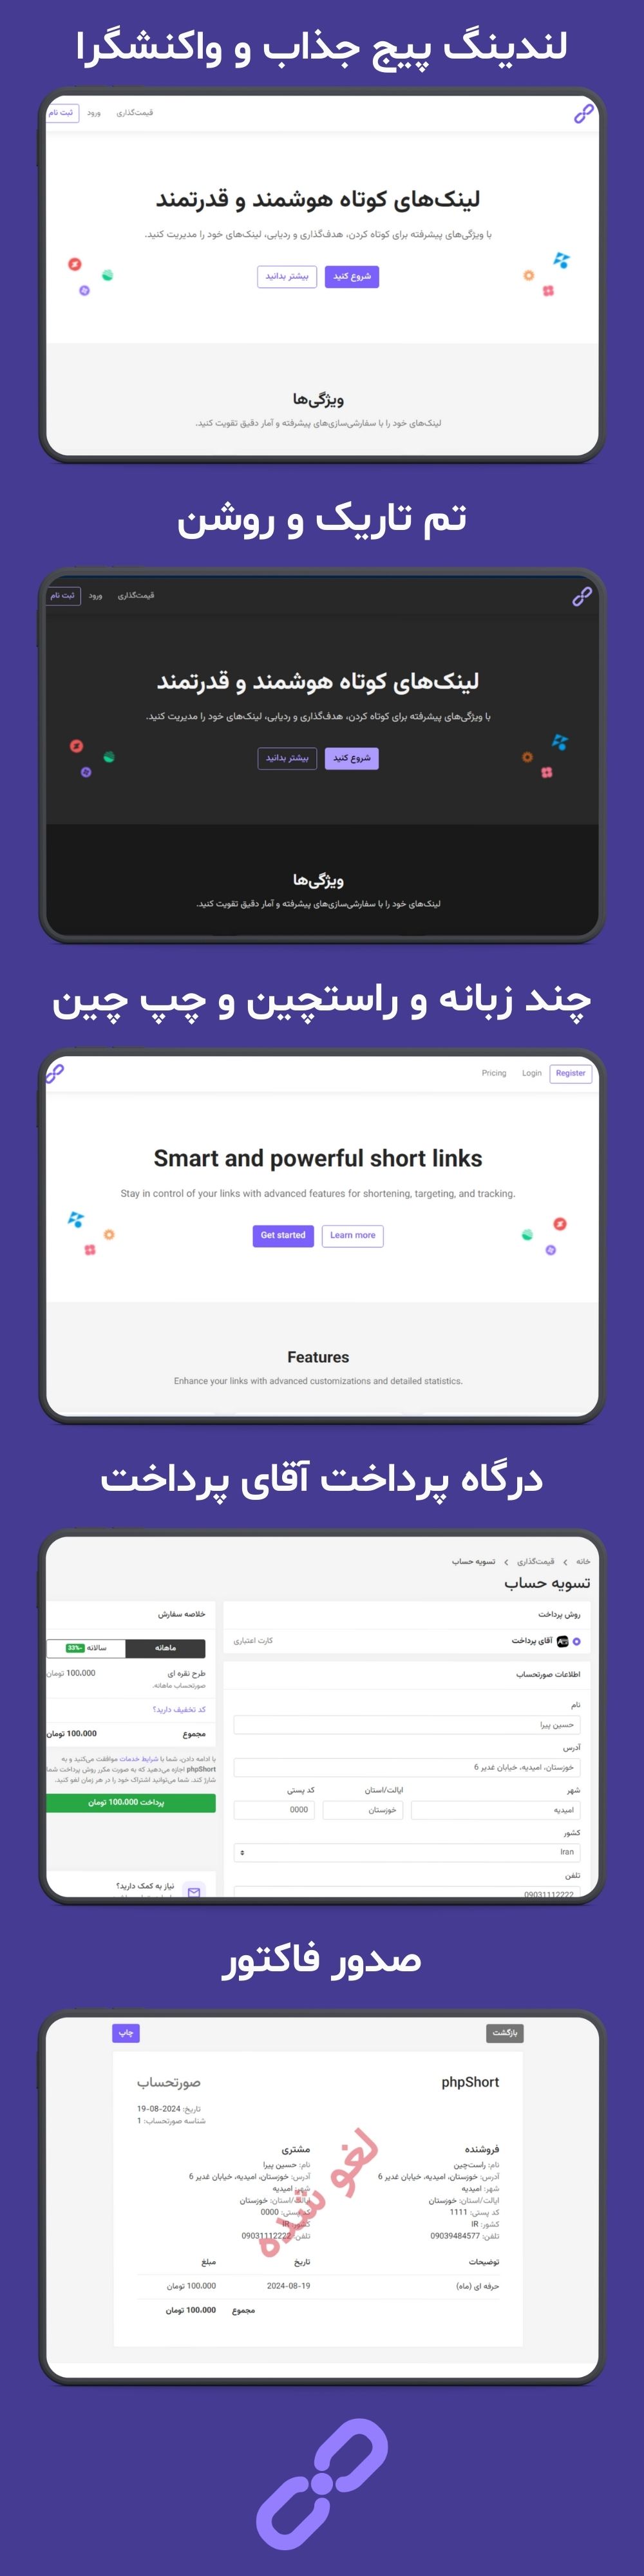 لندینگ پیج جذاب و واکنشگرا
قیمت‌گذاری ورود ثبت نام
لینک‌های کوتاه هوشمند و قدرتمند
با ویژگی‌های پیشرفته برای کوتاه کردن، هدف‌گذاری و ردیابی، لینک‌های خود را مدیریت کنید.
شروع کنید بیشتر بدانید
ویژگی‌ها
لینک‌های خود را با سفارشی‌سازی‌های پیشرفته و آمار دقیق تقویت کنید.
تم تاریک و روشن
قیمت‌گذاری ورود ثبت نام
لینک‌های کوتاه هوشمند و قدرتمند
با ویژگی‌های پیشرفته برای کوتاه کردن، هدف‌گذاری و ردیابی، لینک‌های خود را مدیریت کنید.
شروع کنید بیشتر بدانید
ویژگی‌ها
لینک‌های خود را با سفارشی‌سازی‌های پیشرفته و آمار دقیق تقویت کنید.
چند زبانه و راستچین و چپ چین
Pricing Login Register
Smart and powerful short links
Stay in control of your links with advanced features for shortening, targeting, and tracking.
Get started Learn more
Features
Enhance your links with advanced customizations and detailed statistics.
درگاه پرداخت آقای پرداخت
خانه قیمت‌گذاری تسویه حساب
تسویه حساب
روش پرداخت
آقای پرداخت کارت اعتباری
اطلاعات صورتحساب
نام
حسین پیرا
آدرس
خوزستان، امیدیه، خیابان غدیر 6
شهر ایالت/استان کد پستی
امیدیه خوزستان 0000
کشور
Iran
تلفن
09031112222
خلاصه سفارش
ماهانه سالانه -33%
طرح نقره ای 100،000 تومان
صورتحساب ماهانه.
کد تخفیف دارید؟
مجموع 100،000 تومان
با ادامه دادن، شما با شرایط خدمات موافقت می‌کنید و به
phpShort اجازه می‌دهید که به صورت مکرر روش پرداخت شما
شارژ کند. شما می‌توانید اشتراک خود را در هر زمان لغو کنید.
پرداخت 100،000 تومان
نیاز به کمک دارید؟
صدور فاکتور
بازگشت چاپ
phpShort صورتحساب
تاریخ: 2024-08-19
شناسه صورتحساب: 1
فروشنده مشتری
نام: راست‌چین نام: حسین پیرا
آدرس: خوزستان، امیدیه، خیابان غدیر 6 آدرس: خوزستان، امیدیه، خیابان غدیر 6
شهر: امیدیه شهر: امیدیه
ایالت/استان: خوزستان ایالت/استان: خوزستان
کد پستی: 1111 کد پستی: 0000
کشور: IR کشور: IR
تلفن: 09039484577 تلفن: 09031112222
لغو شده
توضیحات تاریخ مبلغ
حرفه ای (ماه) 2024-08-19 100،000 تومان
مجموع 100،000 تومان